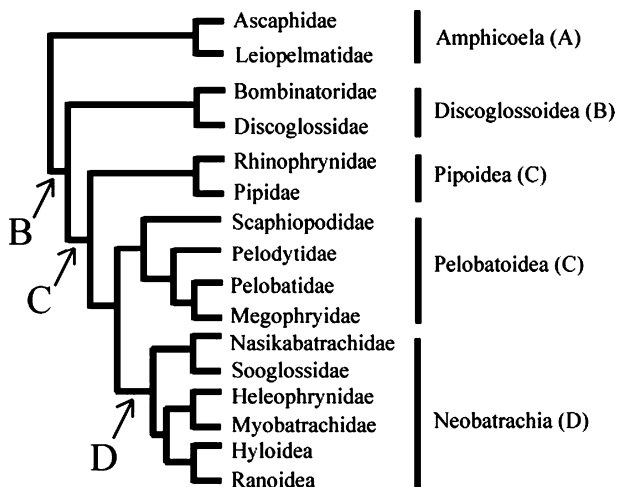 Ascaphidae
Leiopelmatidae
Amphicoela (A)
Bombinatoridae
Discoglossidae
Discoglossoidea (B)
Rhinophrynidae
Pipidae
Pipoidea (C)
Scaphiopodidae
Pelodytidae
Pelobatidae
Megophryidae
Pelobatoidea (C)
Nasikabatrachidae
Sooglossidae
Heleophrynidae
Myobatrachidae
Hyloidea
Ranoidea
Neobatrachia (D)
B
C
D